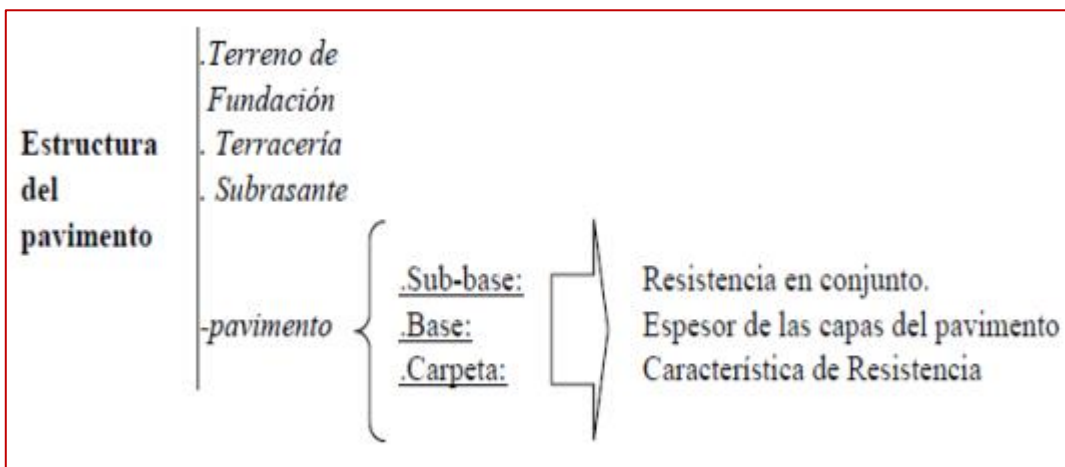 Estructura
del
pavimento
.Terreno de
Fundación
. Terracería
. Subrasante
-pavimento
.Sub-base:
.Base:
.Carpeta:
Resistencia en conjunto.
Espesor de las capas del pavimento
Característica de Resistencia